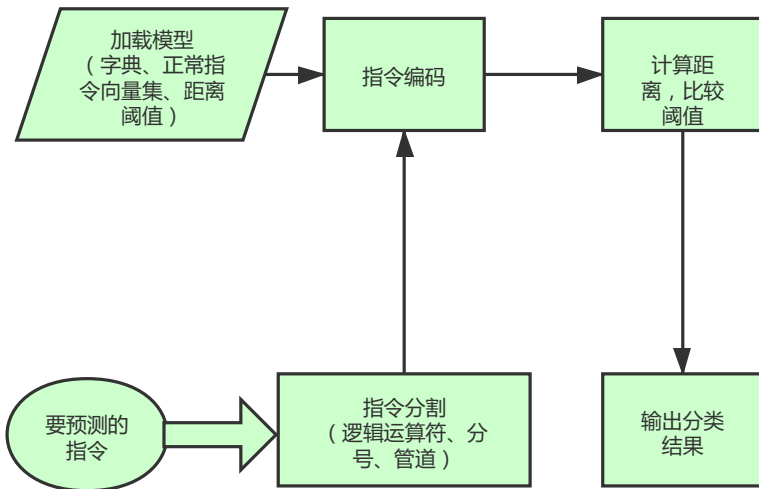 加载模型
（字典、正常指
令向量集、距离
阈值）
指令编码
计算距
离，比较
阈值
要预测的
指令
指令分割
（逻辑运算符、分
号、管道）
输出分类
结果